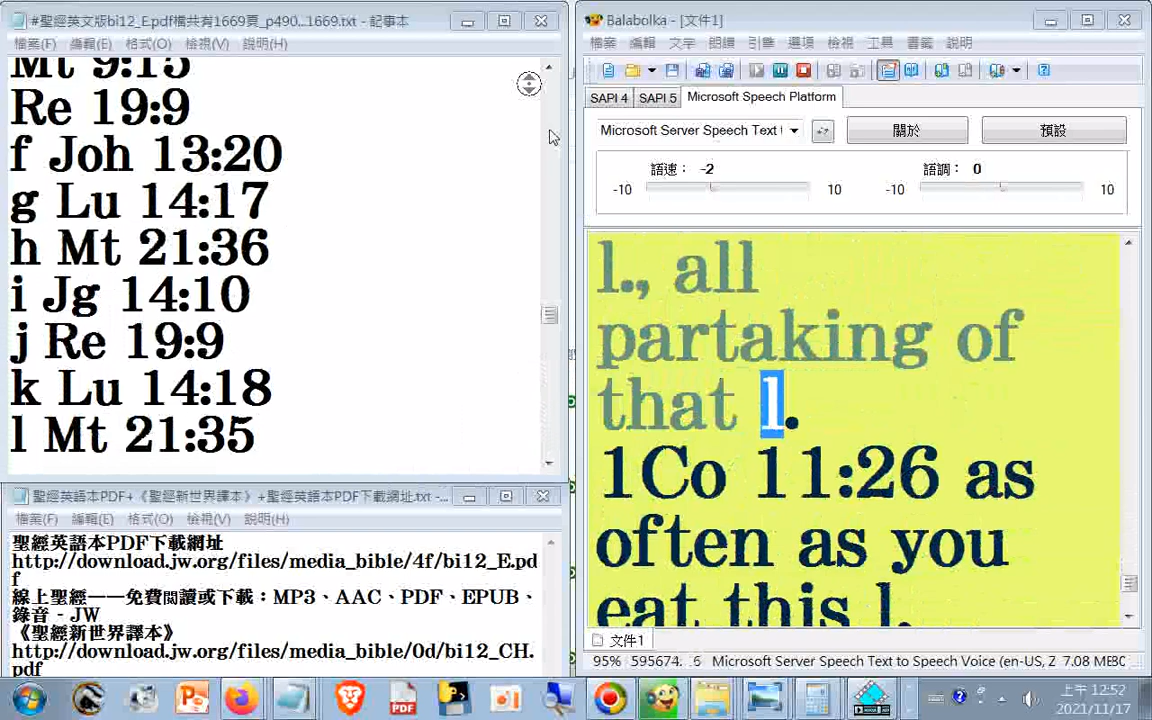 #聖經英文版bi12_E.pdf檔共有1669頁_p490...1669.txt - 記事本
檔案(F) 編輯(E) 格式(O) 檢視(V) 說明(H)
Mt 9:15
Re 19:9
f Joh 13:20
g Lu 14:17
h Mt 21:36
i Jg 14:10
j Re 19:9
k Lu 14:18
l Mt 21:35
聖經英語本PDF+《聖經新世界譯本》+聖經英語本PDF下載網址.txt -...
檔案(F) 編輯(E) 格式(O) 檢視(V) 說明(H)
聖經英語本PDF下載網址
http://download.jw.org/files/media_bible/4f/bi12_E.pd
f
線上聖經──免費閱讀或下載：MP3、AAC、PDF、EPUB、
錄音 - JW
《聖經新世界譯本》
http://download.jw.org/files/media_bible/0d/bi12_CH.
pdf
Balabolka - [文件1]
檔案 編輯 文字 朗讀 引擎 選項 檢視 工具 書籤 說明
SAPI 4 SAPI 5 Microsoft Speech Platform
Microsoft Server Speech Text 關於 預設
語速： -2 語調： 0
-10 10 -10 10
l., all
partaking of
that l.
1Co 11:26 as
often as you
eat this l.
文件1
95% 595674. 6 Microsoft Server Speech Text to Speech Voice (en-US, Z 7.08 MB
PDF
上午 12:52
2021/11/17